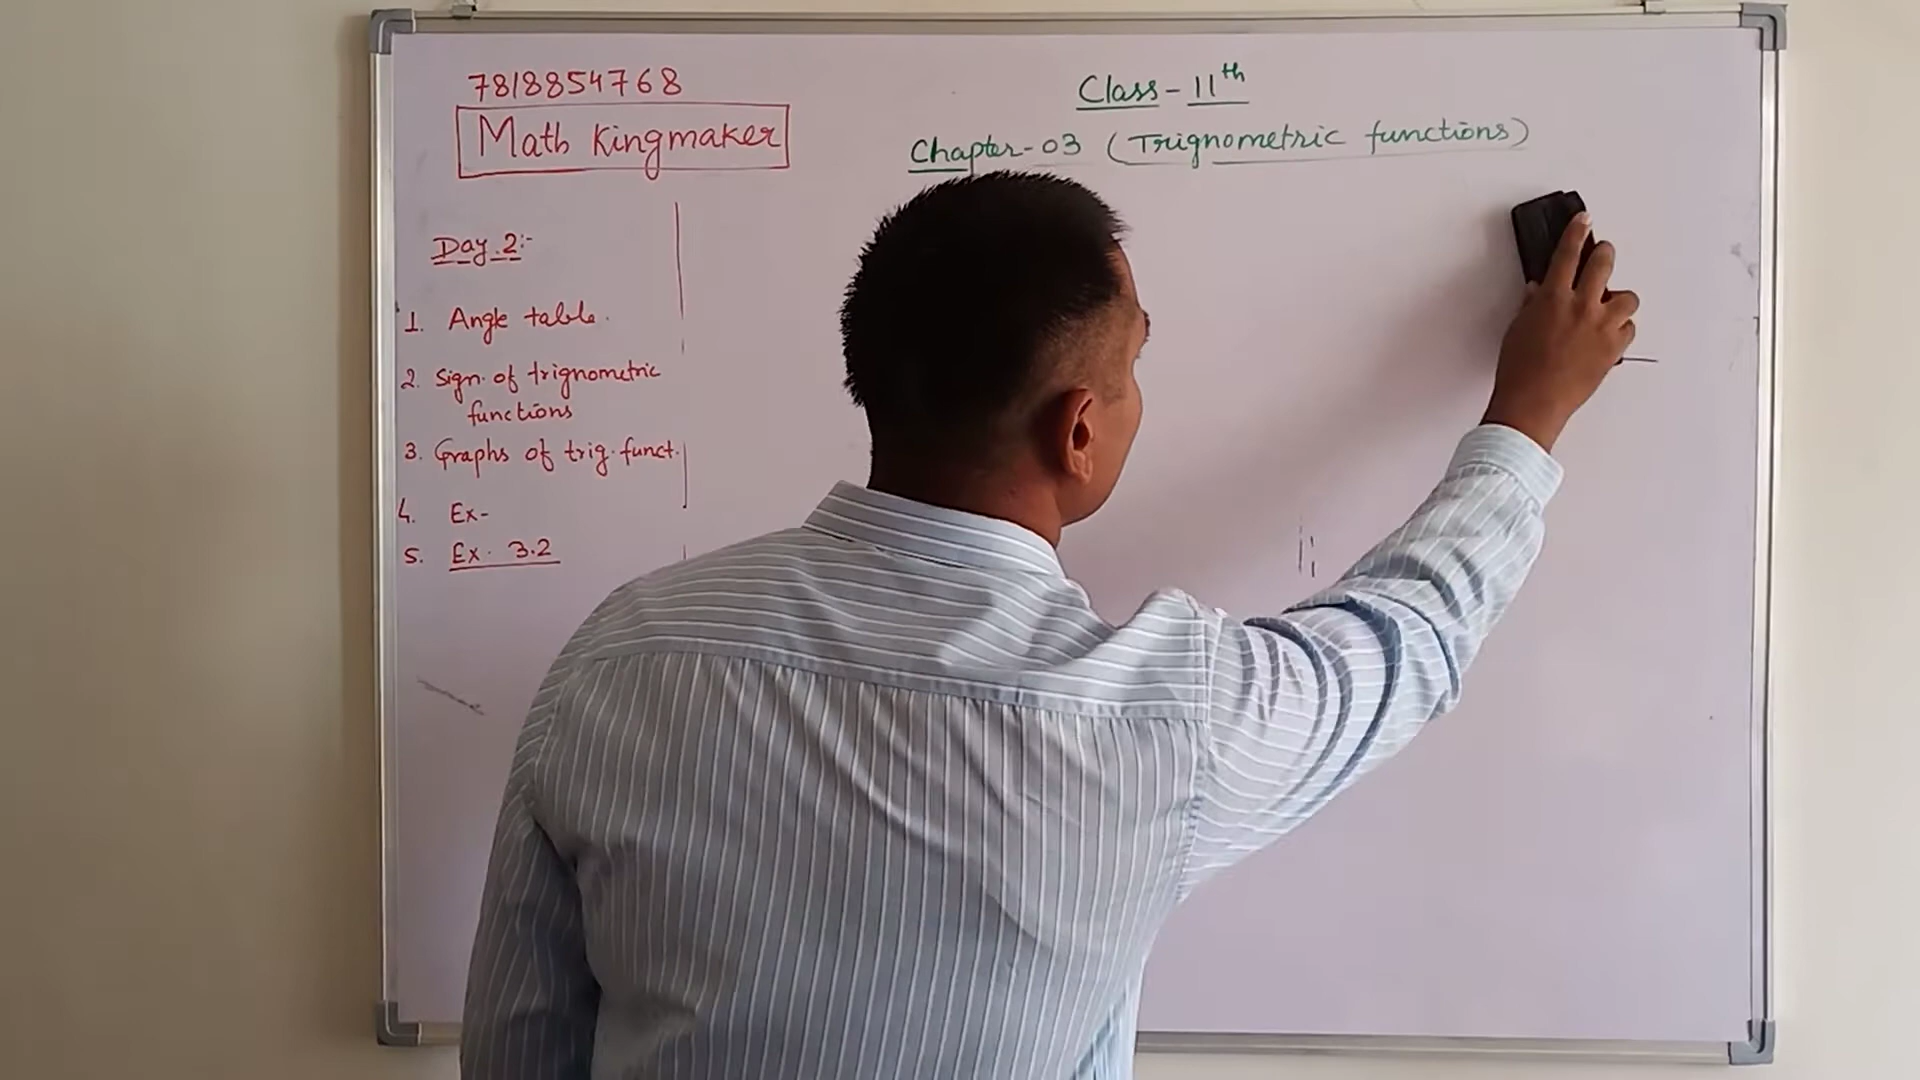 7818854768
Math Kingmaker
Class - 11th
Chapter-03 (Trignometric functions)
Day 2:-
1. Angle table.
2. Sign of trignometric
functions
3. Graphs of trig. funct.
4. Ex-
5. Ex. 3.2